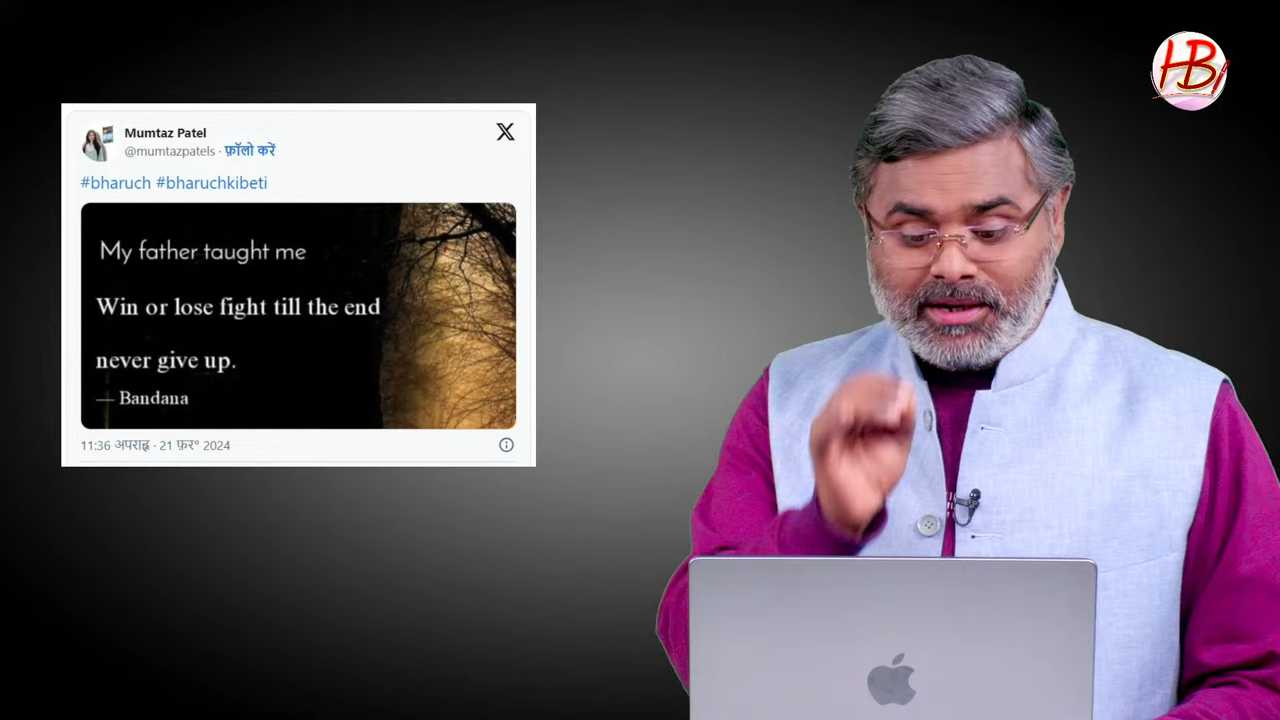 HB
Mumtaz Patel
@mumtazpatels · फ़ॉलो करें
#bharuch #bharuchkibeti
My father taught me
Win or lose fight till the end
never give up.
— Bandana
11:36 अपराह्न · 21 फ़र॰ 2024